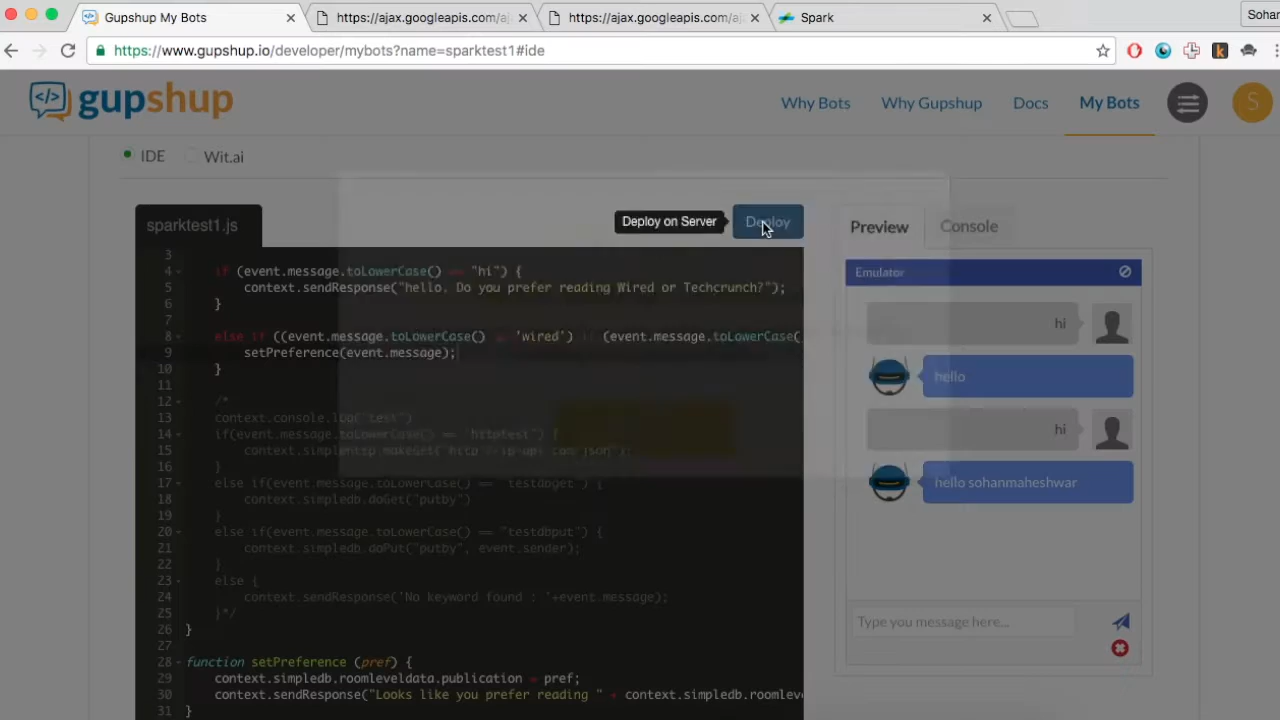 Gupshup My Bots
https://ajax.googleapis.com/aj
https://ajax.googleapis.com/aja
Spark
Sohan
https://www.gupshup.io/developer/mybots?name=sparktest1#ide
gupshup
Why Bots
Why Gupshup
Docs
My Bots
S
IDE
Wit.ai
sparktest1.js
Deploy on Server
Deploy
Preview
Console
3
4 if (event.message.toLowerCase() == "hi") {
5 context.sendResponse("hello. Do you prefer reading Wired or Techcrunch?");
6 }
7
8 else if ((event.message.toLowerCase() == 'wired') || (event.message.toLowerCase(
9 setPreference(event.message);
10 }
11
12 /*
13 context.console.log("test")
14 if(event.message.toLowerCase() == "httptest") {
15 context.simplehttp.makeGet(
16 }
17 else if(event.message.toLowerCase() == "testdbget") {
18 context.simpledb.doGet("putby")
19 }
20 else if(event.message.toLowerCase() == "testdbput") {
21 context.simpledb.doPut("putby", event.sender);
22 }
23 else {
24 context.sendResponse('No keyword found : '+event.message);
25 }*/
26 }
27
28 function setPreference (pref) {
29 context.simpledb.roomleveldata.publication = pref;
30 context.sendResponse("Looks like you prefer reading " + context.simpledb.roomleve
31 }
Emulator
hi
hello
hi
hello sohanmaheshwar
Type you message here...